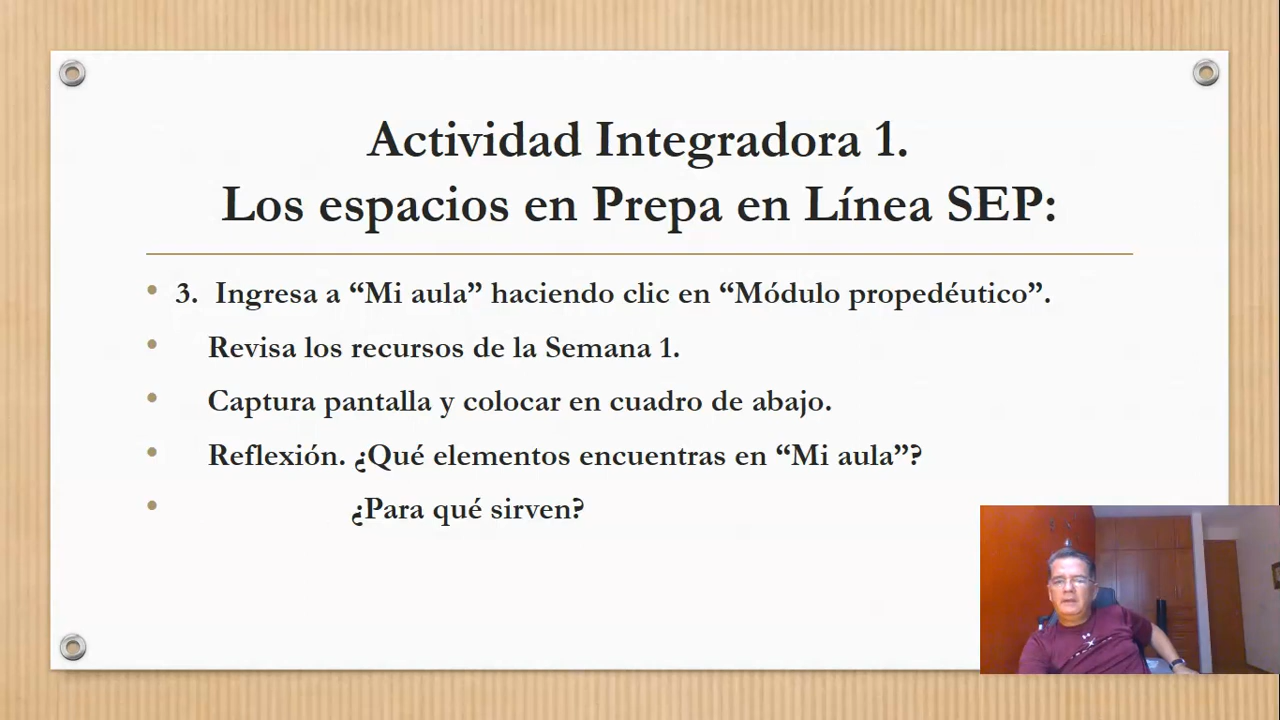 Actividad Integradora 1.
Los espacios en Prepa en Línea SEP:
• 3. Ingresa a “Mi aula” haciendo clic en “Módulo propedéutico”.
• Revisa los recursos de la Semana 1.
• Captura pantalla y colocar en cuadro de abajo.
• Reflexión. ¿Qué elementos encuentras en “Mi aula”?
• ¿Para qué sirven?